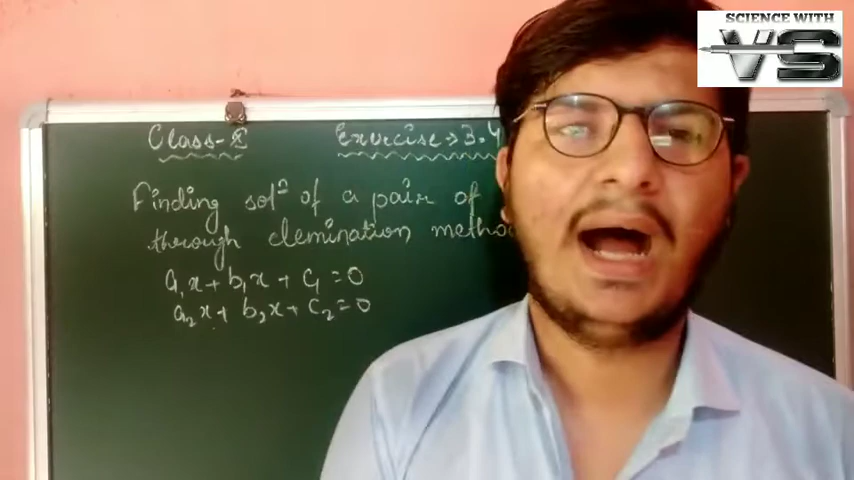 SCIENCE WITH
VS
Class-X Exercise→3.4
Finding solⁿ of a pair of
through elemination metho
a₁x + b₁x + c₁ = 0
a₂x + b₂x + c₂ = 0